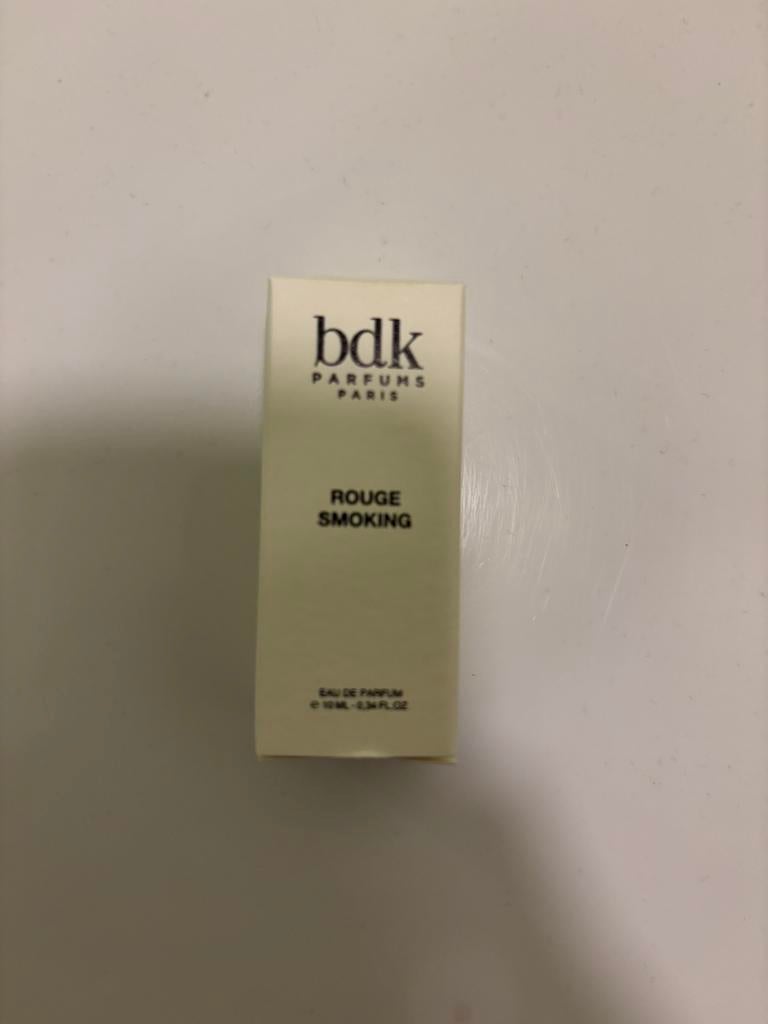 bdk
PARFUMS
PARIS
ROUGE
SMOKING
EAU DE PARFUM
℮ 10 ML - 0,34 FL.OZ